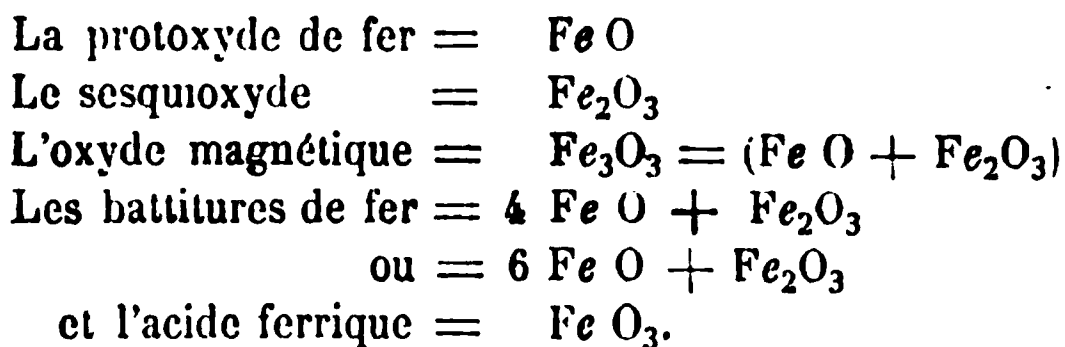 La protoxyde de fer = Fe O
Le sesquioxyde = Fe₂O₃
L'oxyde magnétique = Fe₃O₃ = (Fe O + Fe₂O₃)
Les battitures de fer = 4 Fe O + Fe₂O₃
ou = 6 Fe O + Fe₂O₃
et l'acide ferrique = Fe O₃.